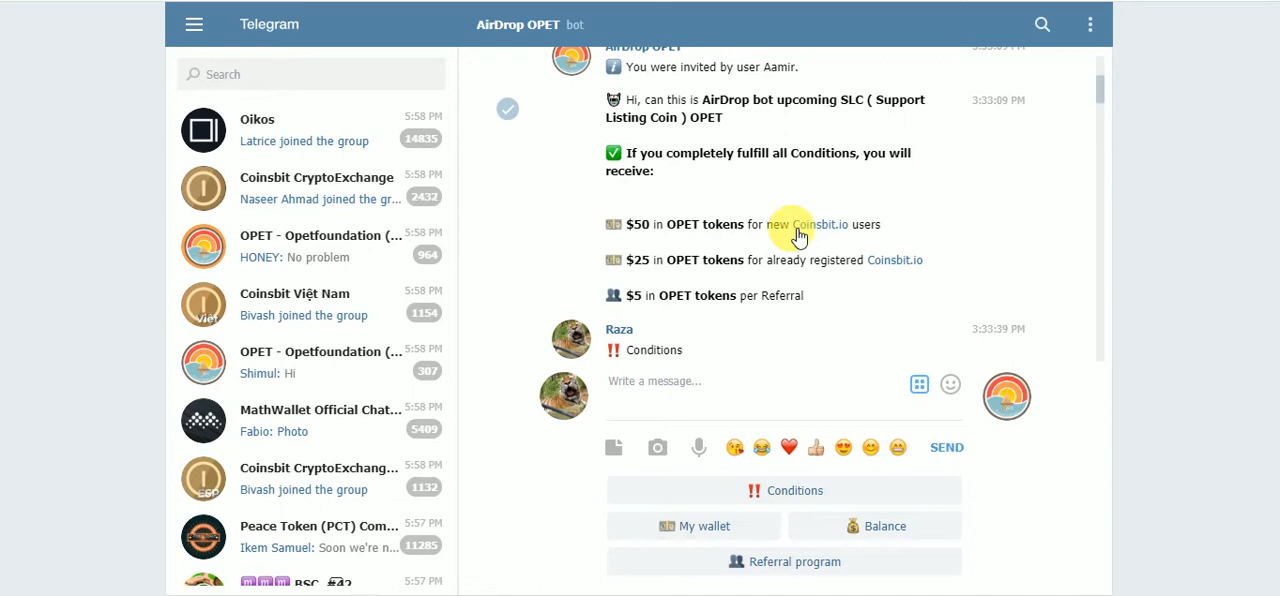 Telegram
AirDrop OPET bot
Search
Oikos 5:58 PM
Latrice joined the group 14835
Coinsbit CryptoExchange 5:58 PM
Naseer Ahmad joined the gr... 2432
OPET - Opetfoundation (... 5:58 PM
HONEY: No problem 964
Coinsbit Việt Nam 5:58 PM
Bivash joined the group 1154
OPET - Opetfoundation (... 5:58 PM
Shimul: Hi 307
MathWallet Official Chat... 5:58 PM
Fabio: Photo 5409
Coinsbit CryptoExchang... 5:58 PM
Bivash joined the group 1132
Peace Token (PCT) Com... 5:57 PM
Ikem Samuel: Soon we're n... 11285
BSC 5:57 PM
AirDrop OPET 3:33:09 PM
You were invited by user Aamir.
Hi, can this is AirDrop bot upcoming SLC ( Support 3:33:09 PM
Listing Coin ) OPET
If you completely fulfill all Conditions, you will
receive:
$50 in OPET tokens for new Coinsbit.io users
$25 in OPET tokens for already registered Coinsbit.io
$5 in OPET tokens per Referral
Raza 3:33:39 PM
‼️ Conditions
Write a message...
SEND
‼️ Conditions
My wallet
Balance
Referral program